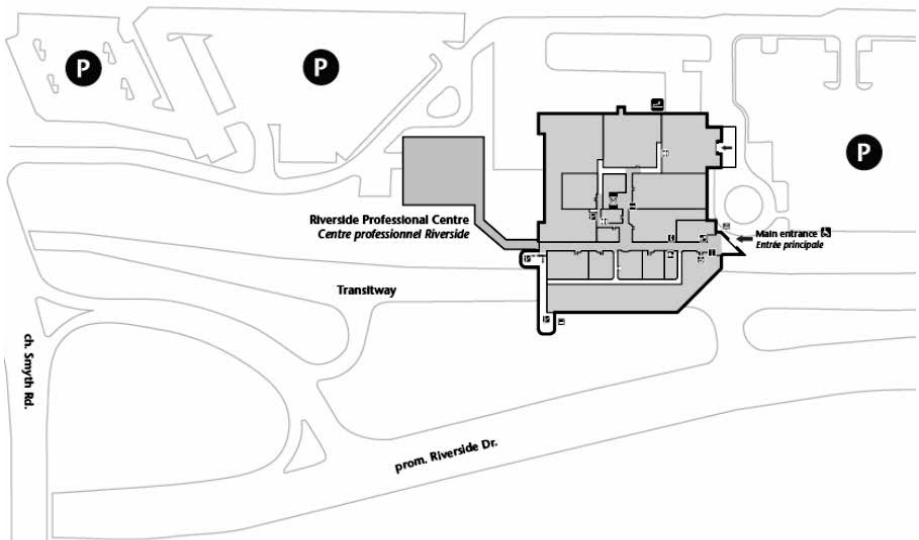 P
P
P
Riverside Professional Centre
Centre professionnel Riverside
Main entrance
Entrée principale
Transitway
ch. Smyth Rd.
prom. Riverside Dr.